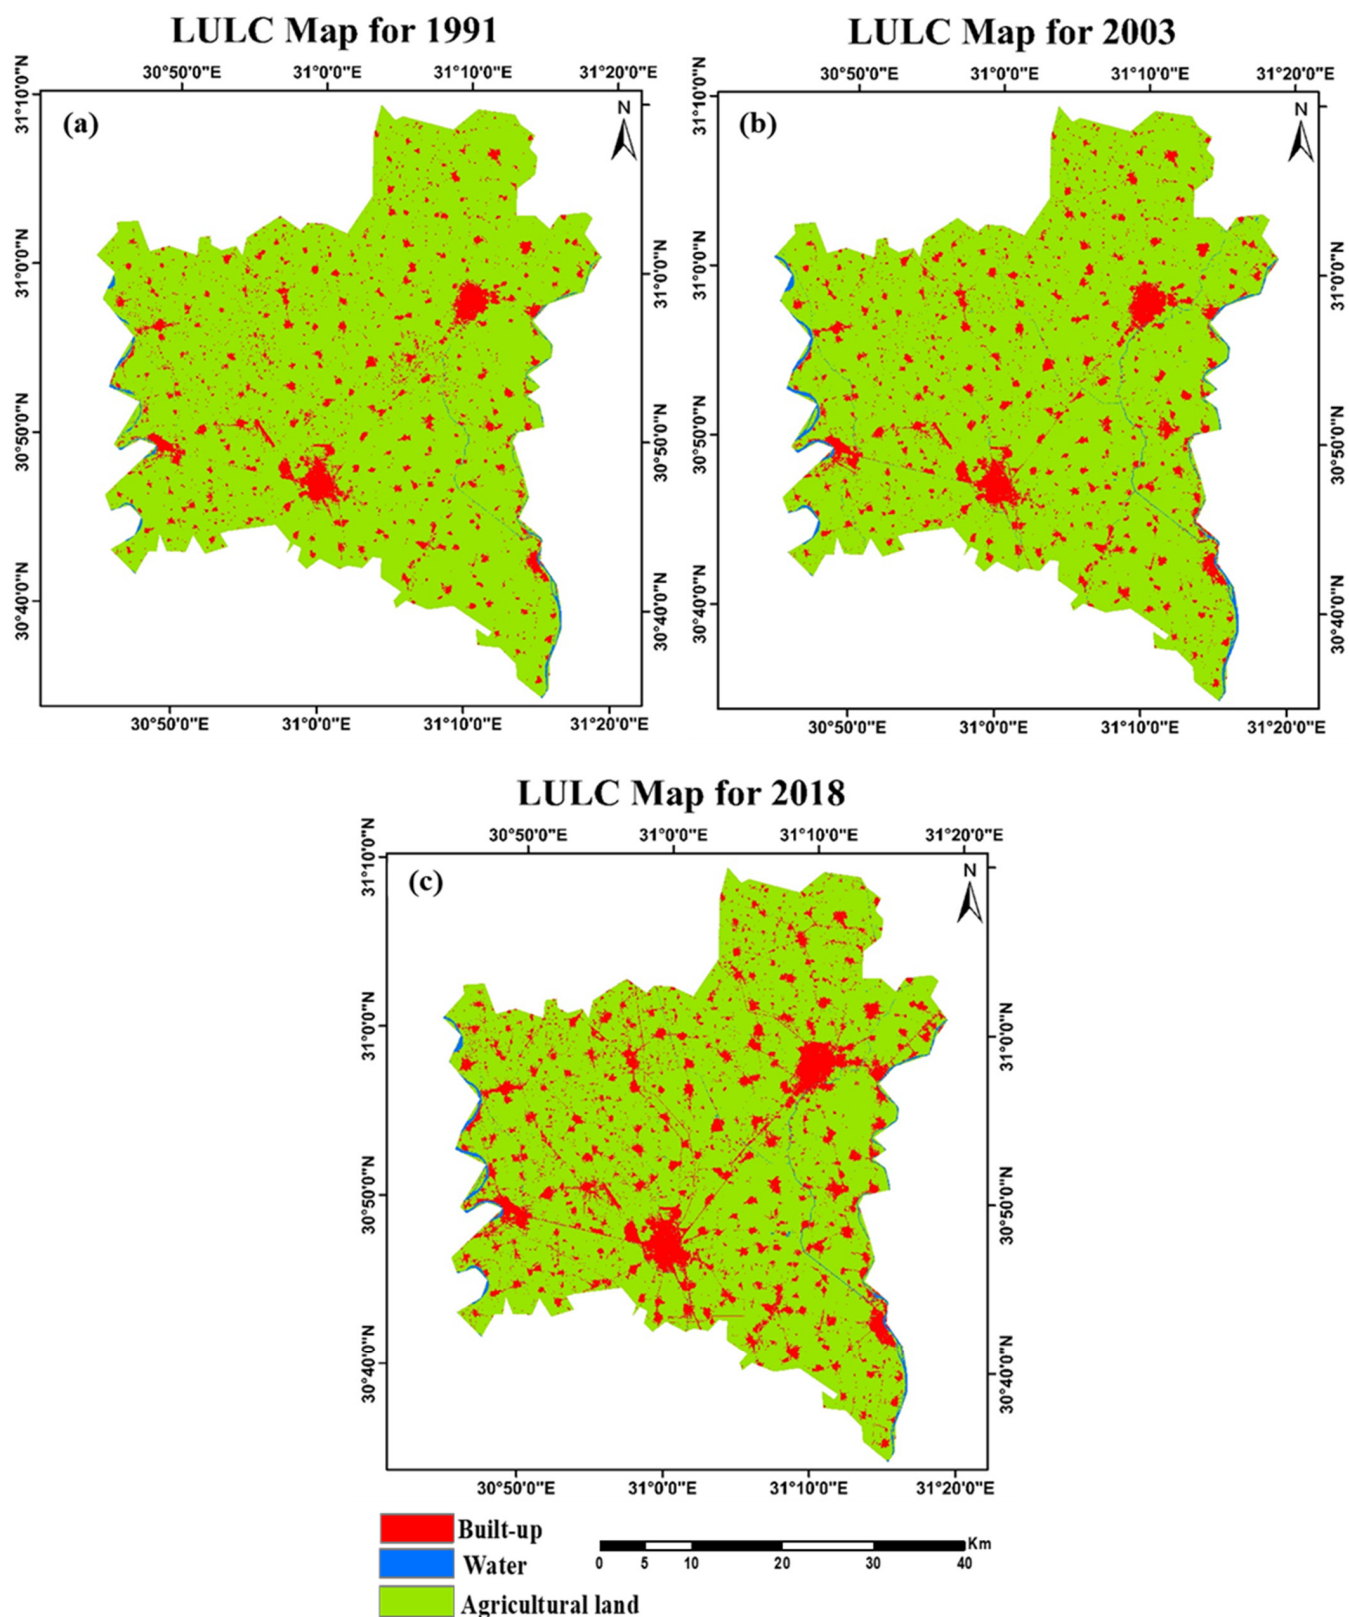 LULC Map for 1991
30°50'0"E 31°0'0"E 31°10'0"E 31°20'0"E
(a)
N
31°10'0"N
31°0'0"N
30°50'0"N
30°40'0"N
31°0'0"N
30°50'0"N
30°40'0"N
30°50'0"E 31°0'0"E 31°10'0"E 31°20'0"E
LULC Map for 2003
30°50'0"E 31°0'0"E 31°10'0"E 31°20'0"E
(b)
N
31°10'0"N
31°0'0"N
30°50'0"N
30°40'0"N
31°0'0"N
30°50'0"N
30°40'0"N
30°50'0"E 31°0'0"E 31°10'0"E 31°20'0"E
LULC Map for 2018
30°50'0"E 31°0'0"E 31°10'0"E 31°20'0"E
(c)
N
31°10'0"N
31°0'0"N
30°50'0"N
30°40'0"N
31°0'0"N
30°50'0"N
30°40'0"N
30°50'0"E 31°0'0"E 31°10'0"E 31°20'0"E
Built-up
Water
Agricultural land
Km
0 5 10 20 30 40